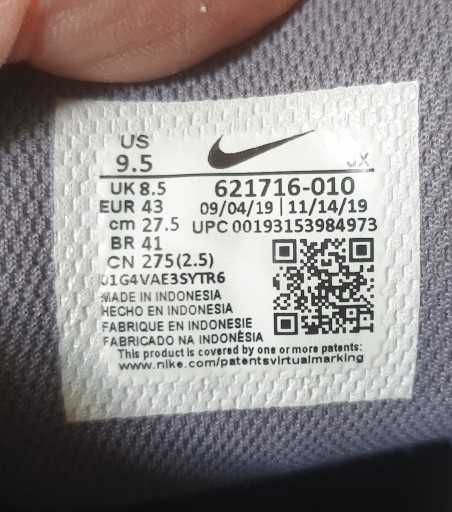 US
9.5
JX
UK 8.5
621716-010
EUR 43
09/04/19 | 11/14/19
cm 27.5
UPC 00193153984973
BR 41
CN 275(2.5)
01G4VAE3SYTR6
MADE IN INDONESIA
HECHO EN INDONESIA
FABRIQUE EN INDONESIE
FABRICADO NA INDONÉSIA
This product is covered by one or more patents:
www.nike.com/patentsvirtualmarking